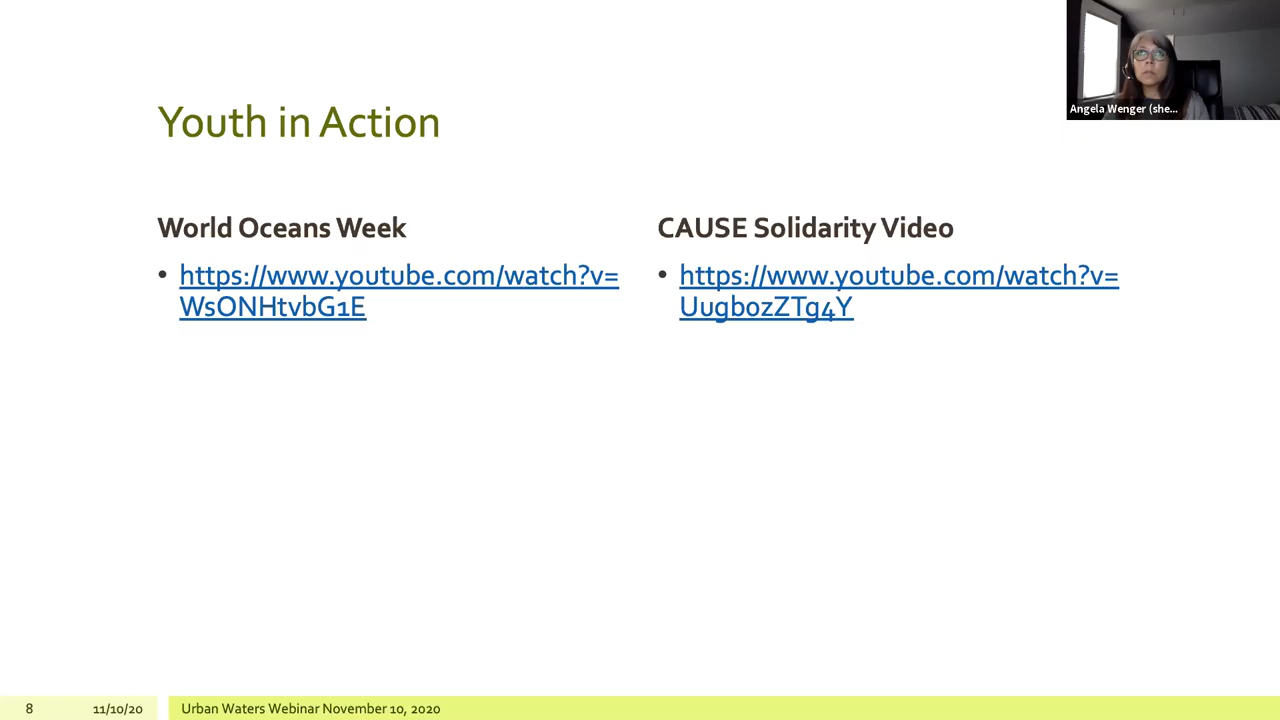 Angela Wenger (she...
Youth in Action
World Oceans Week
• https://www.youtube.com/watch?v=
WsONHtvbG1E
CAUSE Solidarity Video
• https://www.youtube.com/watch?v=
UugbozZTg4Y
8
11/10/20
Urban Waters Webinar November 10, 2020